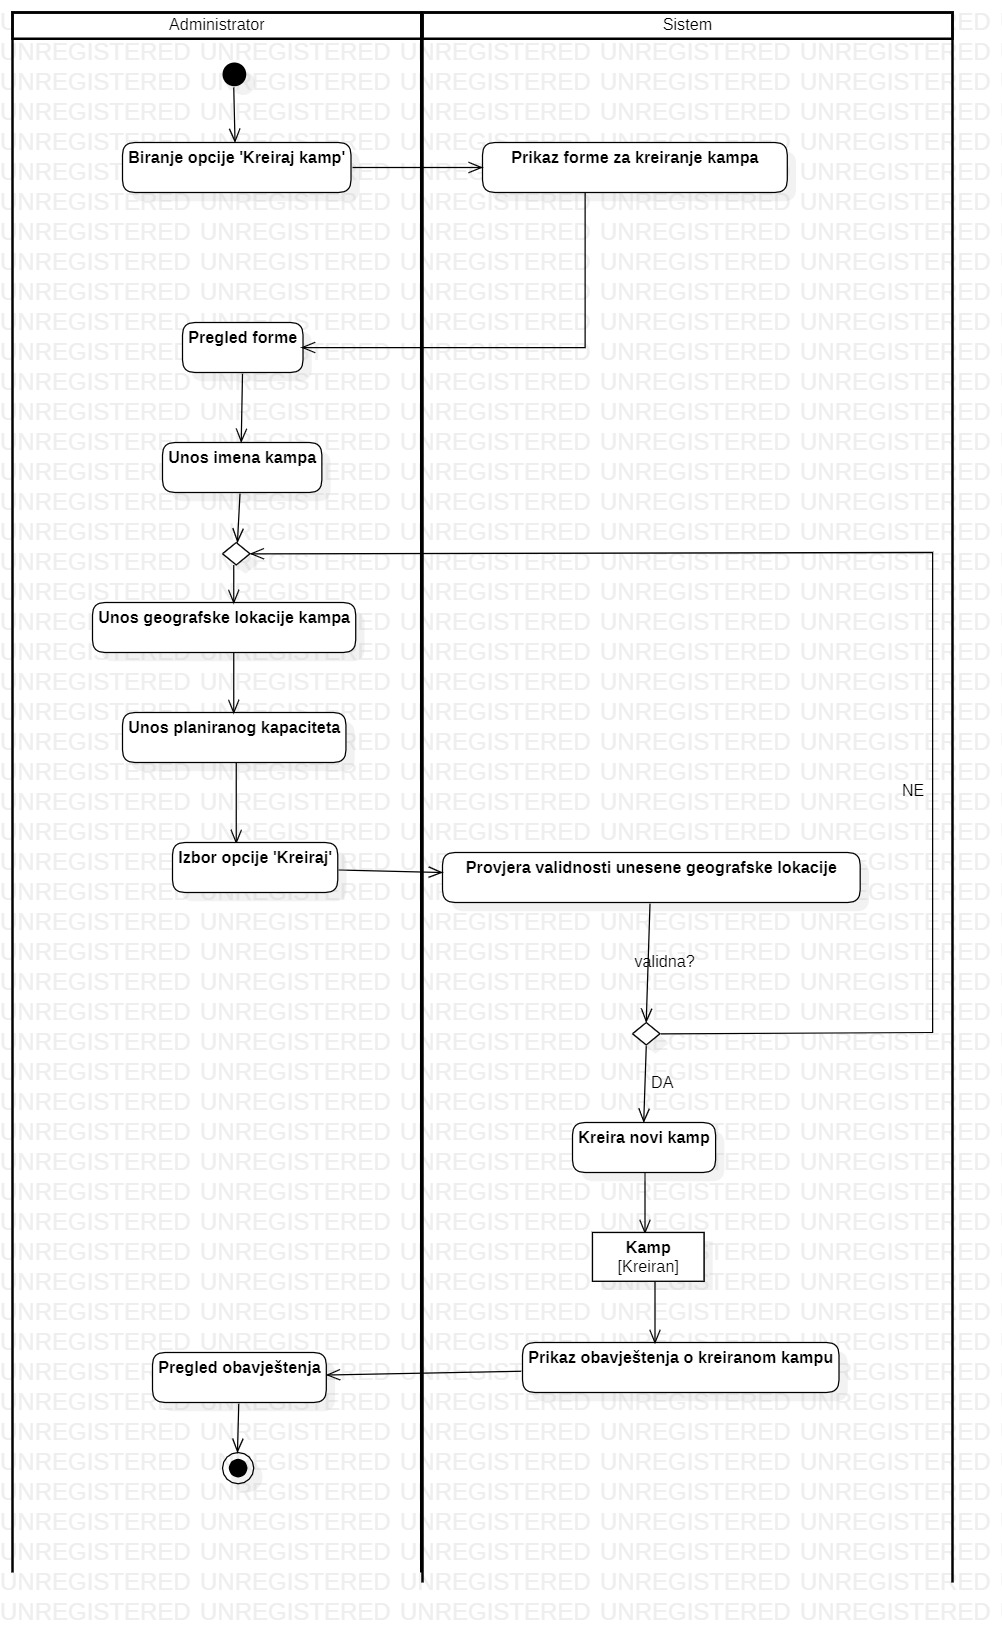 Administrator
Sistem
Biranje opcije 'Kreiraj kamp'
Prikaz forme za kreiranje kampa
Pregled forme
Unos imena kampa
Unos geografske lokacije kampa
Unos planiranog kapaciteta
NE
Izbor opcije 'Kreiraj'
Provjera validnosti unesene geografske lokacije
validna?
DA
Kreira novi kamp
Kamp
[Kreiran]
Prikaz obavještenja o kreiranom kampu
Pregled obavještenja
UNREGISTERED UNREGISTERED UNREGISTERED UNREGISTERED UNREGISTERED